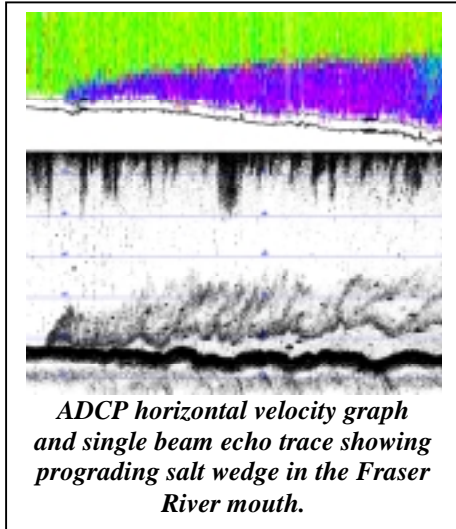 ADCP horizontal velocity graph
and single beam echo trace showing
prograding salt wedge in the Fraser
River mouth.